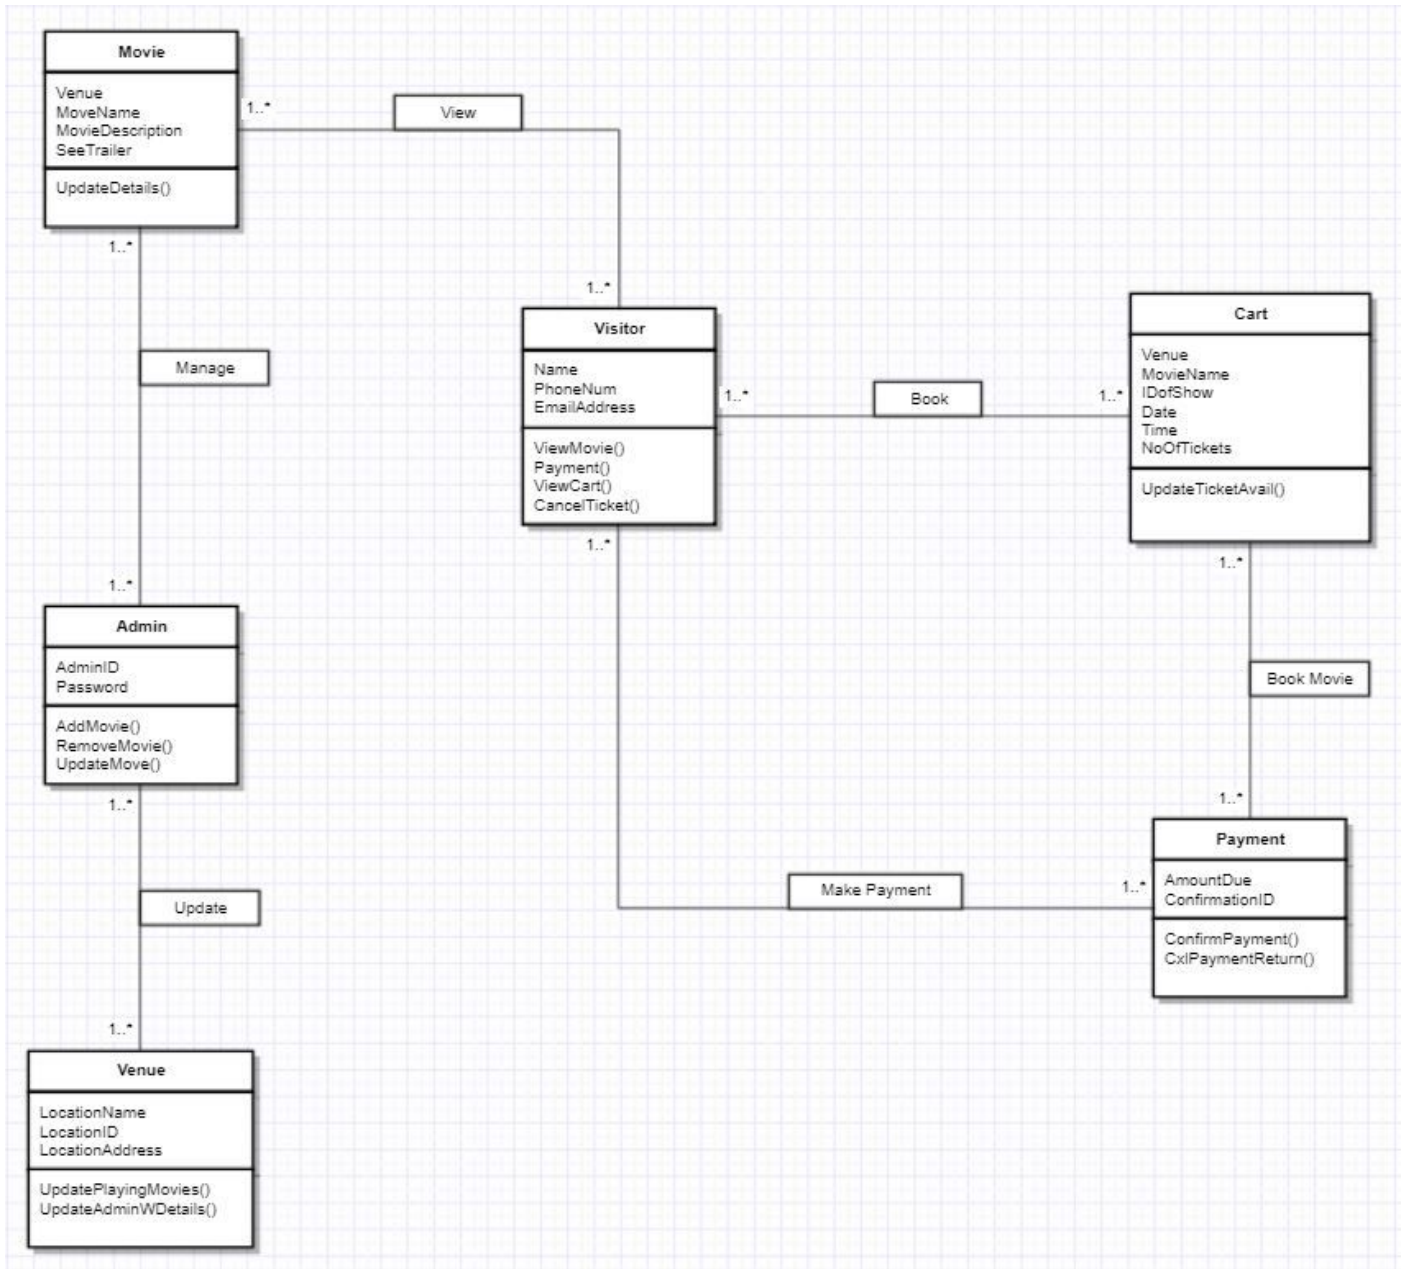 Movie
Venue
MoveName
MovieDescription
SeeTrailer
UpdateDetails()
1..*
View
1..*
1..*
Manage
1..*
Visitor
Name
PhoneNum
EmailAddress
ViewMovie()
Payment()
ViewCart()
CancelTicket()
1..*
Book
1..*
1..*
Cart
Venue
MovieName
IDofShow
Date
Time
NoOfTickets
UpdateTicketAvail()
1..*
Book Movie
1..*
Admin
AdminID
Password
AddMovie()
RemoveMovie()
UpdateMove()
1..*
Update
1..*
Make Payment
1..*
Payment
AmountDue
ConfirmationID
ConfirmPayment()
CxlPaymentReturn()
Venue
LocationName
LocationID
LocationAddress
UpdatePlayingMovies()
UpdateAdminWDetails()